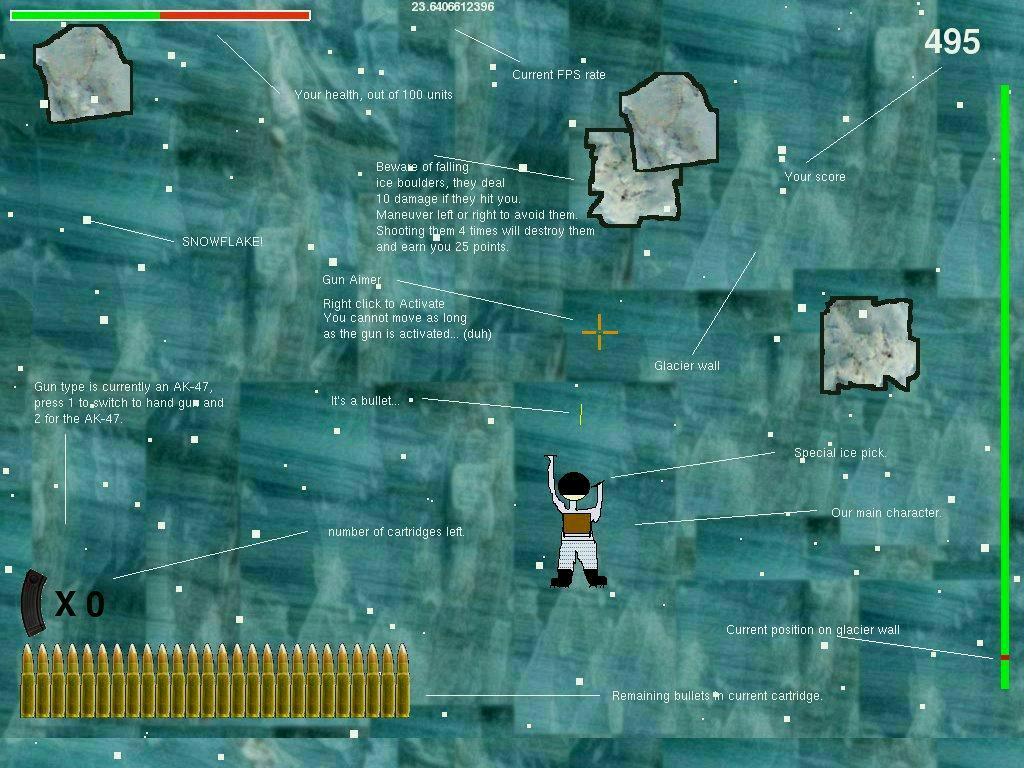 23.6406612396
495
Current FPS rate
Your health, out of 100 units
Beware of falling
ice boulders, they deal
10 damage if they hit you.
Maneuver left or right to avoid them.
Shooting them 4 times will destroy them
and earn you 25 points.
Your score
SNOWFLAKE!
Gun Aimer
Right click to Activate
You cannot move as long
as the gun is activated... (duh)
Glacier wall
Gun type is currently an AK-47,
press 1 to switch to hand gun and
2 for the AK-47.
It's a bullet...
Special ice pick.
Our main character.
number of cartridges left.
X 0
Current position on glacier wall
Remaining bullets in current cartridge.